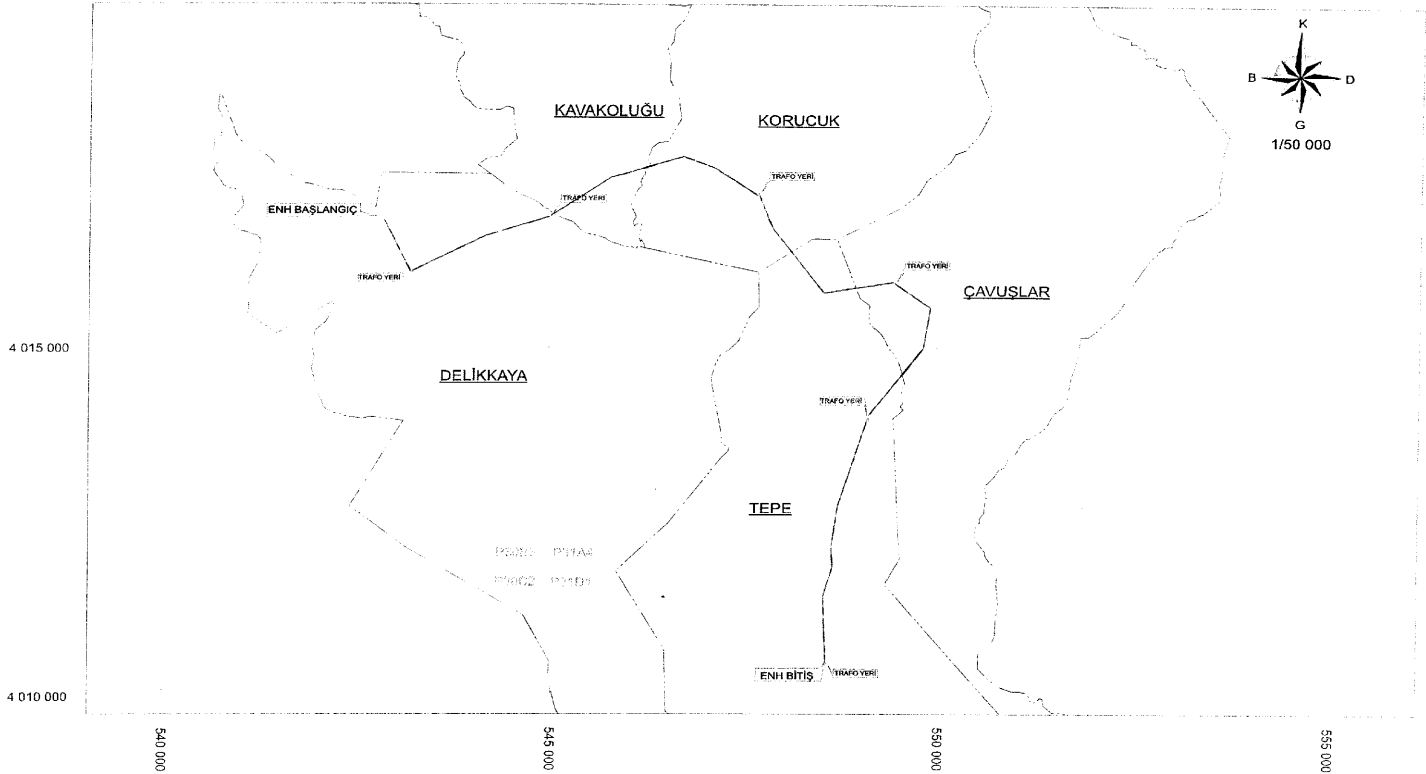 K
B
D
G
1/50 000
KAVAKOLUĞU
KORUCUK
TRAFO YERİ
TRAFO YERİ
ENH BAŞLANGIÇ
TRAFO YERİ
TRAFO YERİ
ÇAVUŞLAR
4 015 000
DELİKKAYA
TRAFO YERİ
TEPE
P31A4
ENH BİTİŞ
TRAFO YERİ
4 010 000
540 000
545 000
550 000
555 000